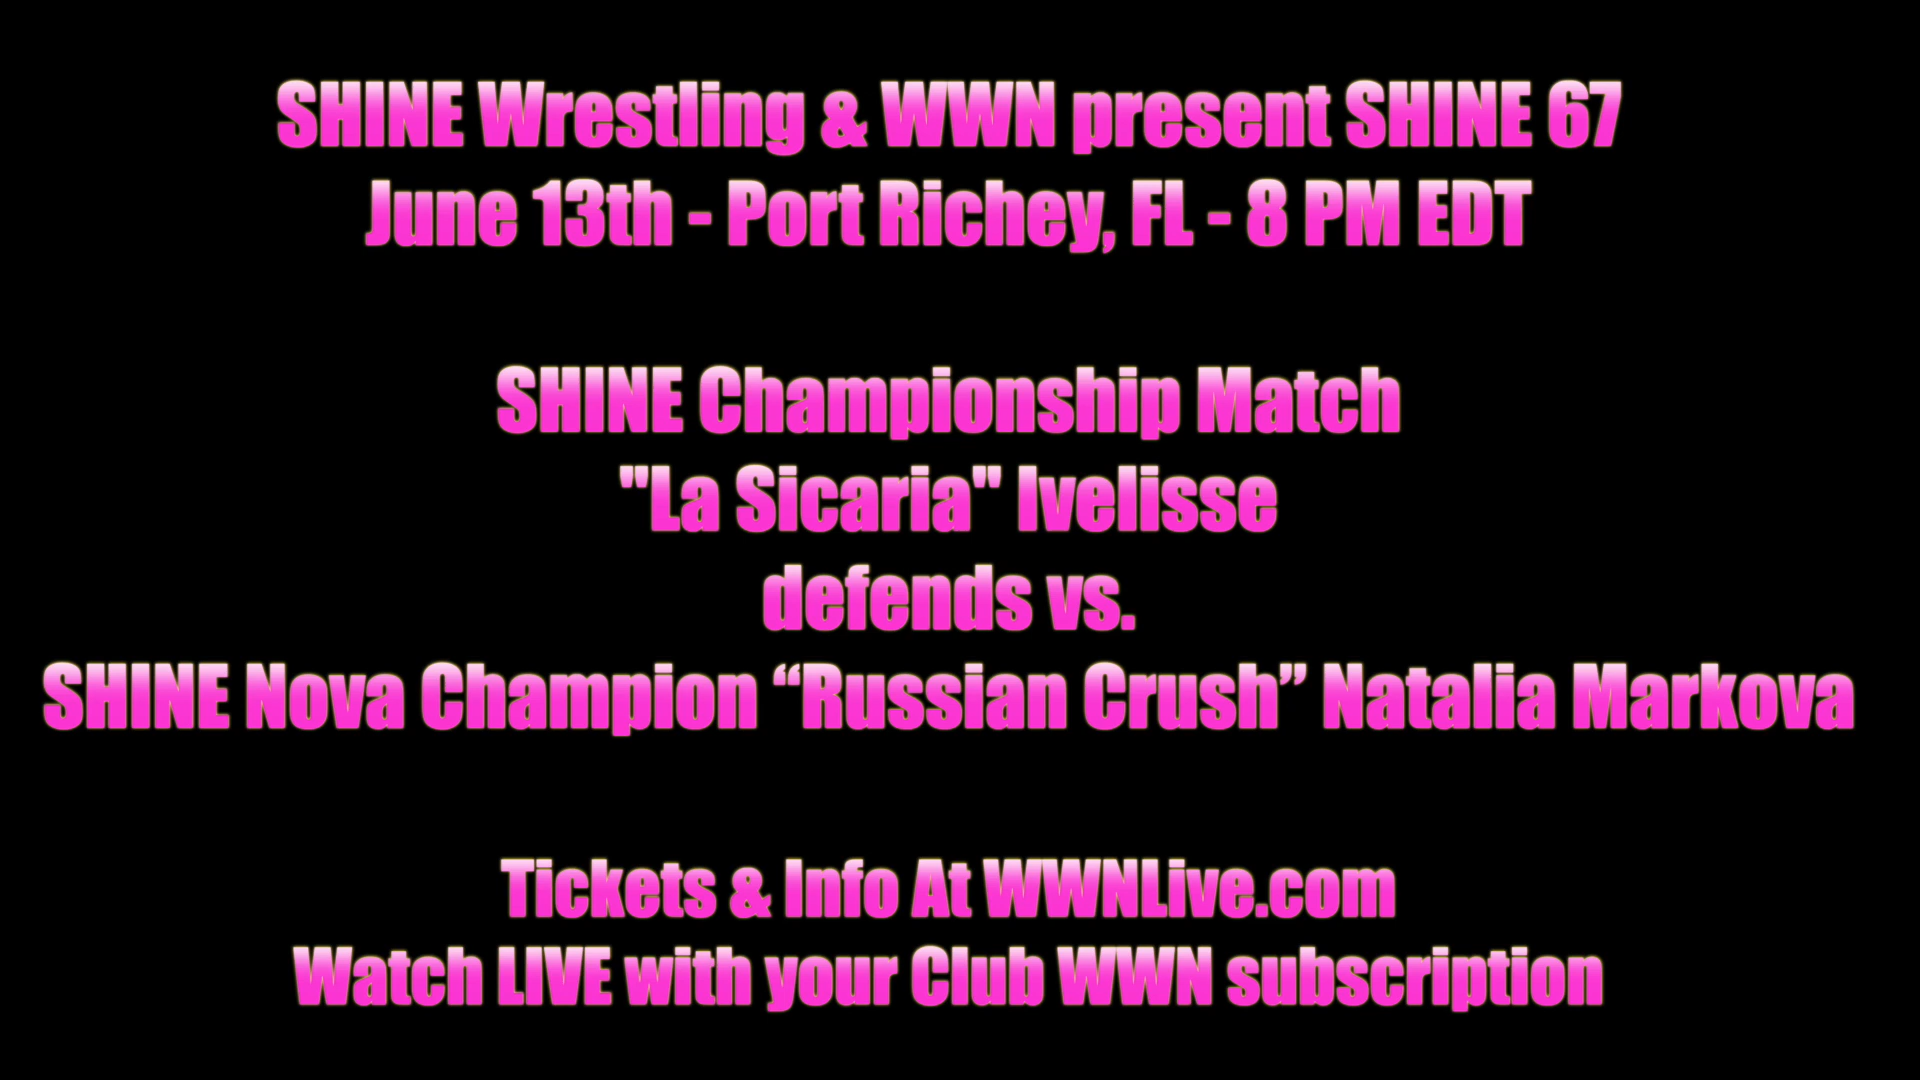 SHINE Wrestling & WWN present SHINE 67
June 13th - Port Richey, FL - 8 PM EDT
SHINE Championship Match
"La Sicaria" Ivelisse
defends vs.
SHINE Nova Champion “Russian Crush” Natalia Markova
Tickets & Info At WWNLive.com
Watch LIVE with your Club WWN subscription